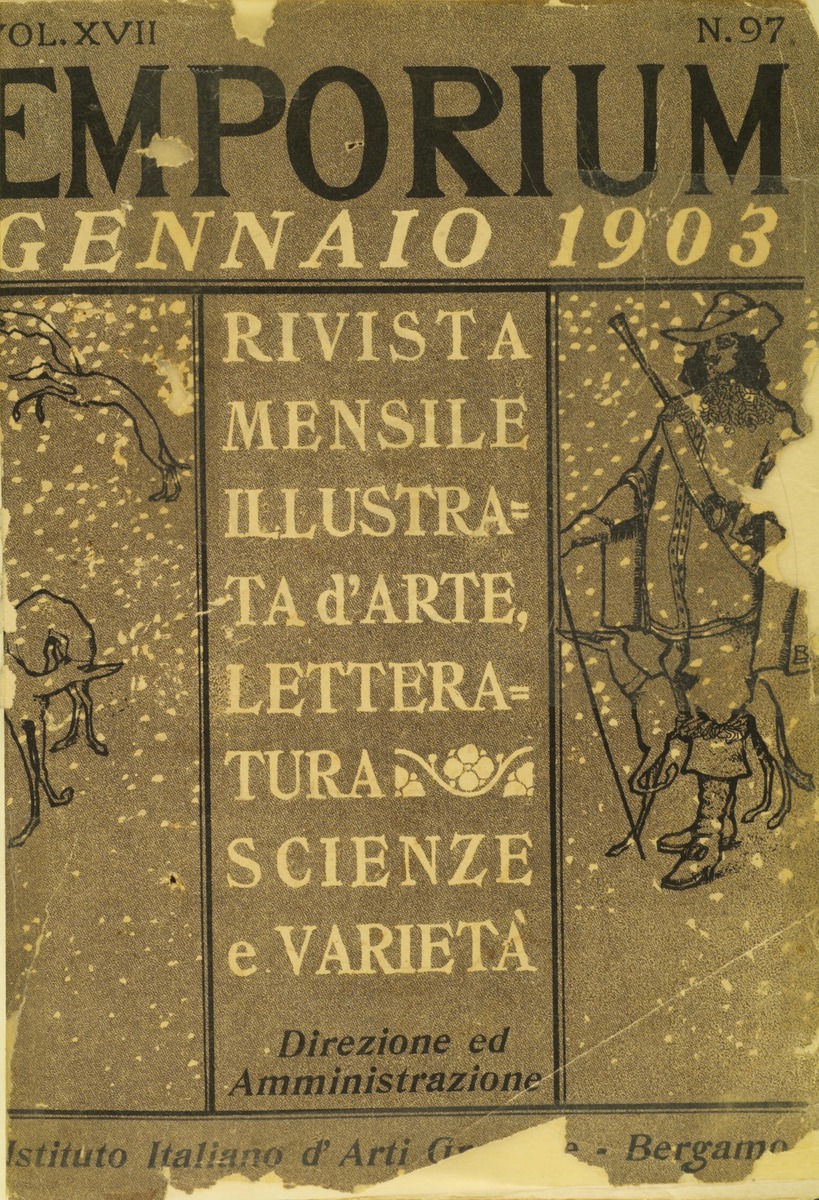 VOL. XVII N. 97.
EMPORIUM
GENNAIO 1903
RIVISTA
MENSILE
ILLUSTRA=
TA d'ARTE,
LETTERA=
TURA
SCIENZE
e VARIETÀ
Direzione ed
Amministrazione
Istituto Italiano d'Arti - Bergamo
B